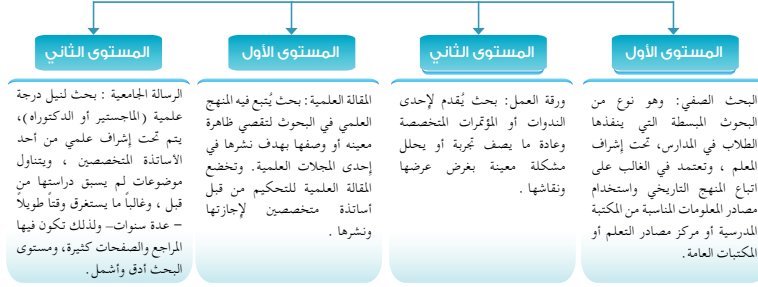 المستوى الأول
البحث الصفي: وهو نوع من
البحوث المبسطة التي ينفذها
الطلاب في المدارس، تحت إشراف
المعلم ، وتعتمد في الغالب على
اتباع المنهج التاريخي واستخدام
مصادر المعلومات المناسبة من المكتبة
المدرسية أو مركز مصادر التعلم أو
المكتبات العامة.
المستوى الثاني
ورقة العمل: بحث يُقدم لإحدى
الندوات أو المؤتمرات المتخصصة
وعادة ما يصف تجربة أو يحلل
مشكلة معينة بغرض عرضها
ونقاشها .
المستوى الأول
المقالة العلمية: بحث يُتبع فيه المنهج
العلمي في البحوث لتقصي ظاهرة
معينه أو وصفها بهدف نشرها في
إحدى المجلات العلمية. وتخضع
المقالة العلمية للتحكيم من قبل
أساتذة متخصصين لإجازتها
ونشرها .
المستوى الثاني
الرسالة الجامعية : بحث لنيل درجة
علمية (الماجستير أو الدكتوراه)،
يتم تحت إشراف علمي من أحد
الأساتذة المتخصصين ، ويتناول
موضوعات لم يسبق دراستها من
قبل ، وغالباً ما يستغرق وقتاً طويلاً
– عدة سنوات– ولذلك تكون فيها
المراجع والصفحات كثيرة، ومستوى
البحث أدق وأشمل.